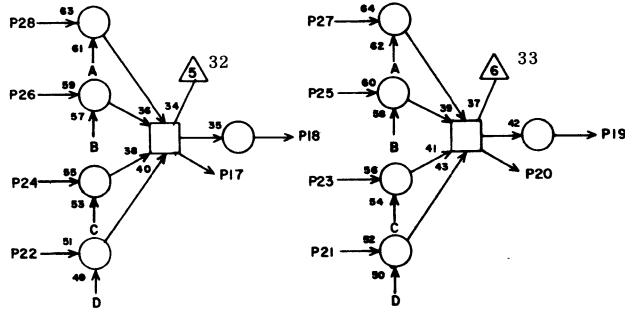 P28 63 61 A
P26 59 57 B
36 34 5 32
38 40 35 P18
P17
P24 55 53 C
P22 51 49 D
P27 64 62 A
P25 60 58 B
39 37 6 33
41 43 42 P19
P20
P23 56 54 C
P21 52 50 D